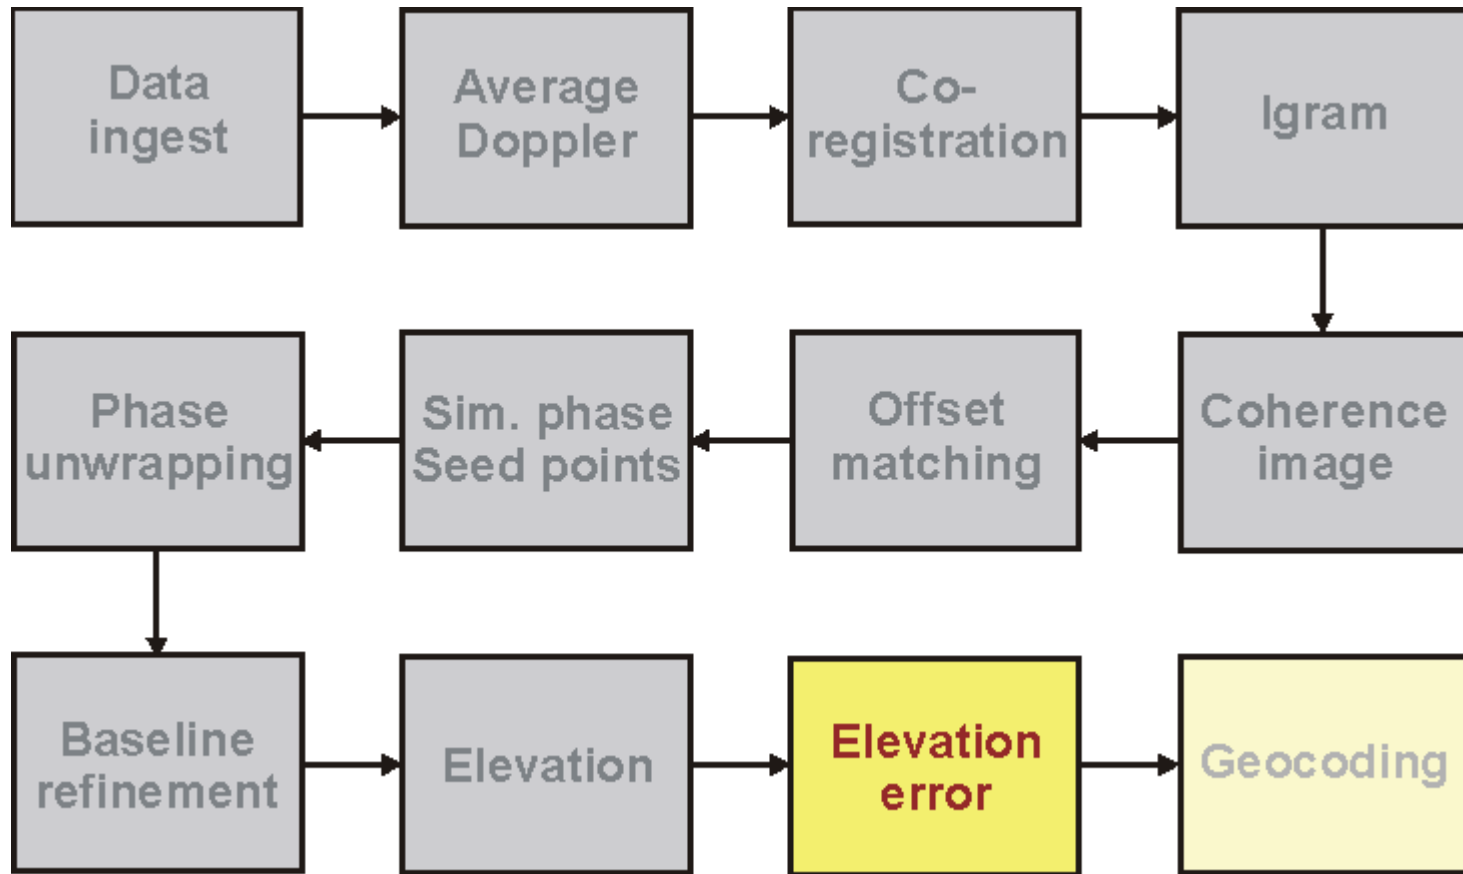 Data
ingest
Average
Doppler
Co-
registration
Igram
Phase
unwrapping
Sim. phase
Seed points
Offset
matching
Coherence
image
Baseline
refinement
Elevation
Elevation
error
Geocoding